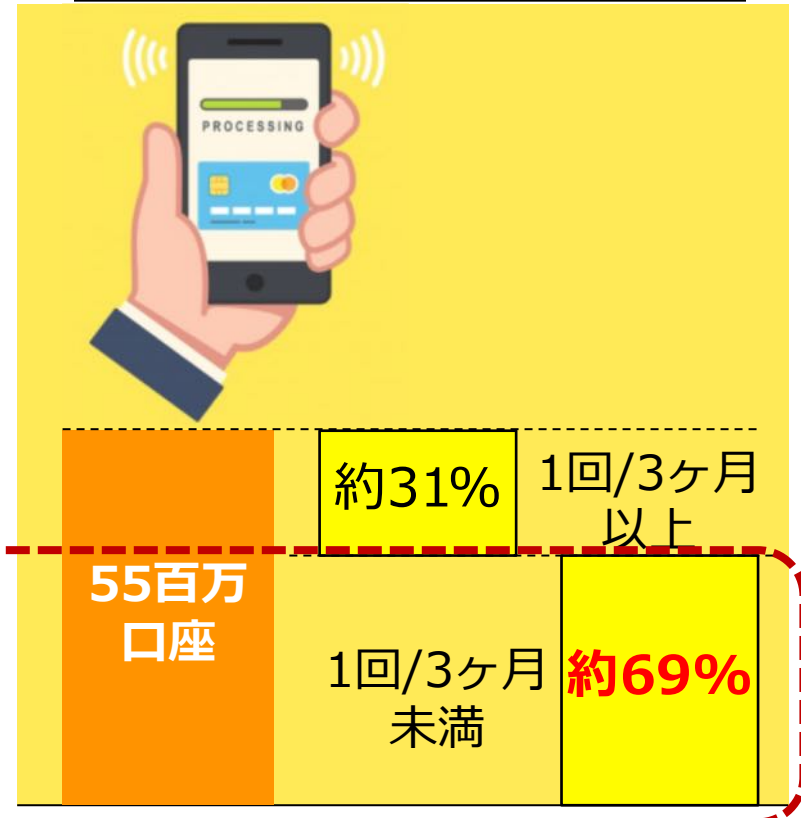 PROCESSING
約31%
1回/3ヶ月
以上
55百万
口座
1回/3ヶ月
未満
約69%